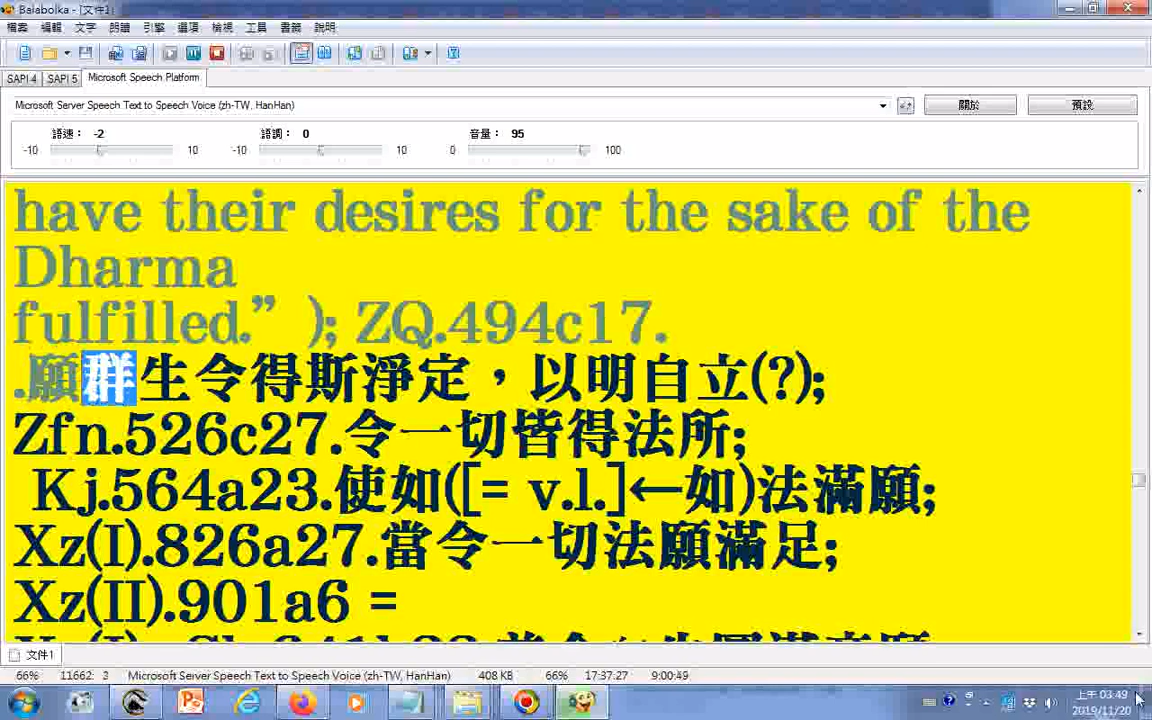 Balabolka - [文件1]
檔案 編輯 文字 朗讀 引擎 選項 檢視 工具 書籤 說明
SAPI 4 SAPI 5 Microsoft Speech Platform
Microsoft Server Speech Text to Speech Voice (zh-TW, HanHan)
關於 預設
語速： -2 語調： 0 音量： 95
-10 10 -10 10 0 100
have their desires for the sake of the
Dharma
fulfilled.” ); ZQ.494c17.
.願群生令得斯淨定，以明自立(?);
Zfn.526c27.令一切皆得法所;
Kj.564a23.使如([= v.l.]←如)法滿願;
Xz(I).826a27.當令一切法願滿足;
Xz(II).901a6 =
文件1
66% 11662: 3 Microsoft Server Speech Text to Speech Voice (zh-TW, HanHan) 408 KB 66% 17:37:27 9:00:49
上午 03:49
2019/11/20